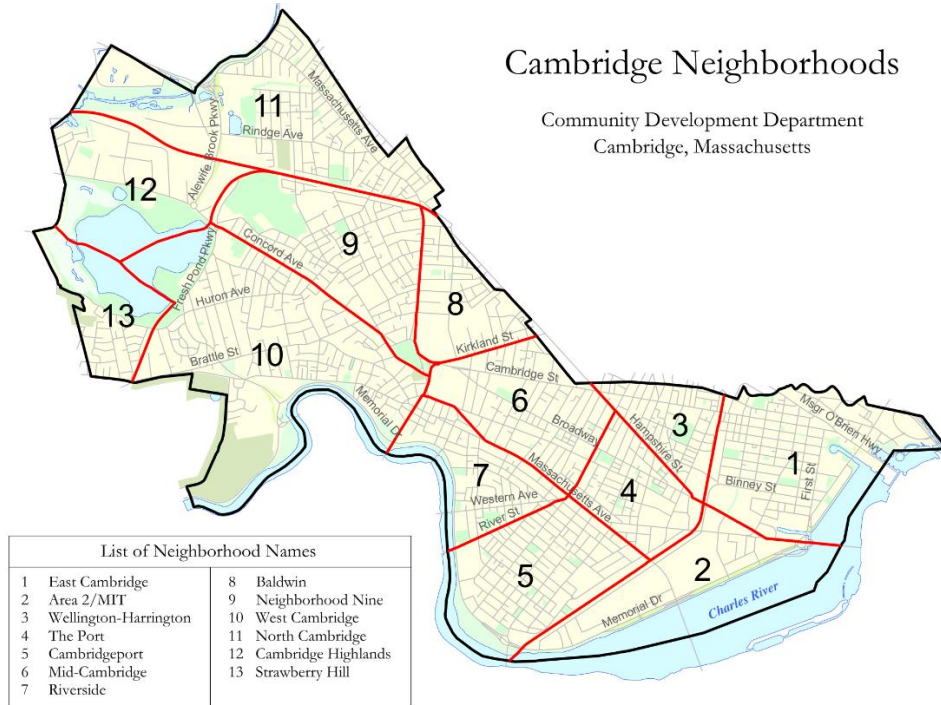 Cambridge Neighborhoods
Community Development Department
Cambridge, Massachusetts
11
Massachusetts Ave
Alewife Brook Pkwy
Rindge Ave
12
9
Concord Ave
Fresh Pond Pkwy
8
Huron Ave
13
Kirkland St
Brattle St
10
Cambridge St
6
Memorial Dr
Broadway
Hampshire St
3
Msgr O'Brien Hwy
1
7
Massachusetts Ave
4
Binney St
First St
Western Ave
River St
5
2
Memorial Dr
Charles River
List of Neighborhood Names
1 East Cambridge
2 Area 2/MIT
3 Wellington-Harrington
4 The Port
5 Cambridgeport
6 Mid-Cambridge
7 Riverside
8 Baldwin
9 Neighborhood Nine
10 West Cambridge
11 North Cambridge
12 Cambridge Highlands
13 Strawberry Hill